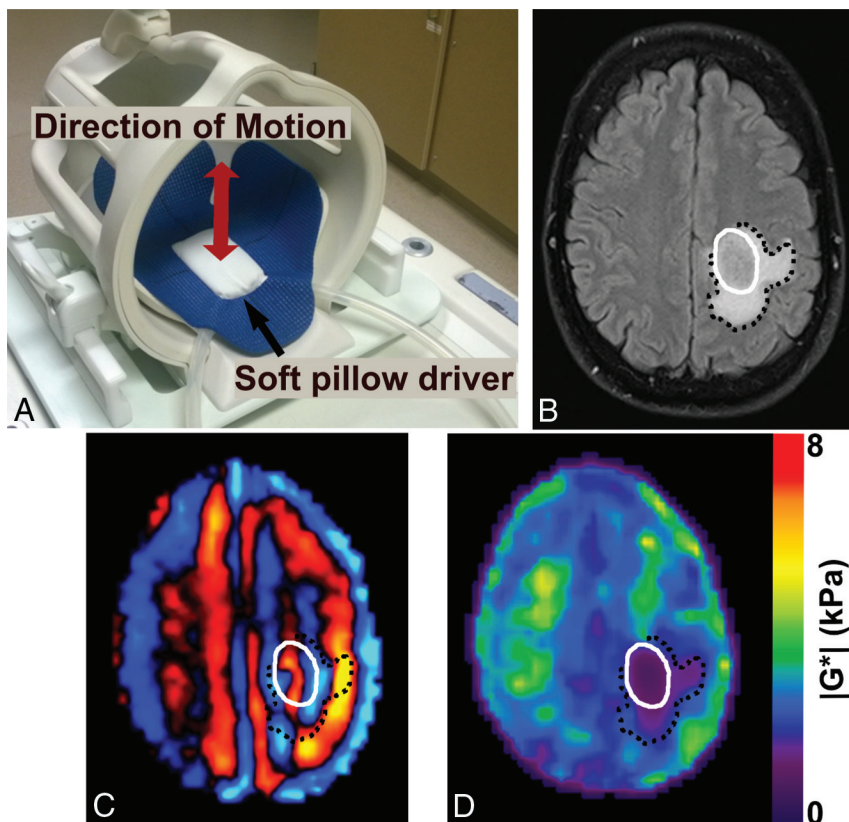 Direction of Motion
Soft pillow driver
A
B
C
D
8
|G*| (kPa)
0